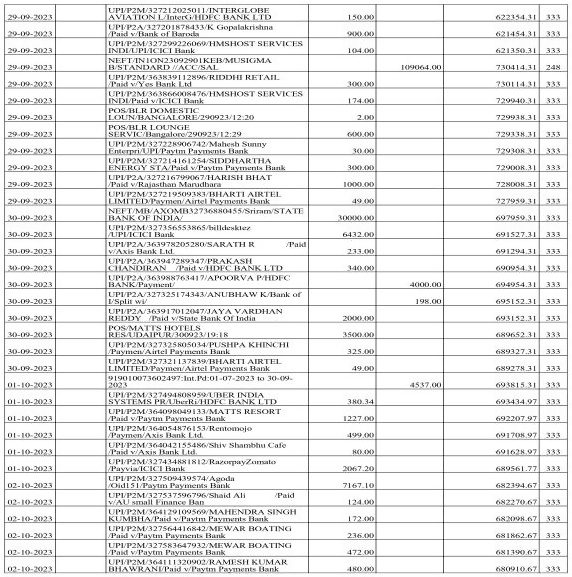 UPI/P2M/327212025011/INTERGLOBE
29-09-2023 AVIATION L/InterG/HDFC BANK LTD 150.00 622354.31 333
UPI/P2A/327201878433/K Gopalakrishna
29-09-2023 /Paid v/Bank of Baroda 900.00 621454.31 333
UPI/P2M/327299226069/HMSHOST SERVICES
29-09-2023 INDI/UPI/ICICI Bank 104.00 621350.31 333
NEFT/IN1ON23092901KEB/MUSIGMA
29-09-2023 B/STANDARD //ACC/SAL 109064.00 730414.31 248
UPI/P2M/363839112896/RIDDHI RETAIL
29-09-2023 /Paid v/Yes Bank Ltd 300.00 730114.31 333
UPI/P2M/363866008476/HMSHOST SERVICES
29-09-2023 INDI/Paid v/ICICI Bank 174.00 729940.31 333
POS/BLR DOMESTIC
29-09-2023 LOUN/BANGALORE/290923/12:20 2.00 729938.31 333
POS/BLR LOUNGE
29-09-2023 SERVIC/Bangalore/290923/12:29 600.00 729338.31 333
UPI/P2M/327228906742/Mahesh Sunny
29-09-2023 Enterpri/UPI/Paytm Payments Bank 30.00 729308.31 333
UPI/P2M/327214161254/SIDDHARTHA
29-09-2023 ENERGY STA/Paid v/Paytm Payments Bank 300.00 729008.31 333
UPI/P2A/327216799067/HARISH BHAT
29-09-2023 /Paid v/Rajasthan Marudhara 1000.00 728008.31 333
UPI/P2M/327219509383/BHARTI AIRTEL
29-09-2023 LIMITED/Paymen/Airtel Payments Bank 49.00 727959.31 333
NEFT/MB/AXOMB32736880455/Sriram/STATE
30-09-2023 BANK OF INDIA/ 30000.00 697959.31 333
UPI/P2M/327356553865/billdesktez
30-09-2023 /UPI/ICICI Bank 6432.00 691527.31 333
UPI/P2A/363978205280/SARATH R /Paid
30-09-2023 v/Axis Bank Ltd. 233.00 691294.31 333
UPI/P2A/363947289347/PRAKASH
30-09-2023 CHANDIRAN /Paid v/HDFC BANK LTD 340.00 690954.31 333
UPI/P2A/363988763417/APOORVA P/HDFC
30-09-2023 BANK/Payment/ 4000.00 694954.31 333
UPI/P2A/327325174343/ANUBHAW K/Bank of
30-09-2023 I/Split wi/ 198.00 695152.31 333
UPI/P2A/363917012047/JAYA VARDHAN
30-09-2023 REDDY /Paid v/State Bank Of India 2000.00 693152.31 333
POS/MATTS HOTELS
30-09-2023 RES/UDAIPUR/300923/19:18 3500.00 689652.31 333
UPI/P2M/327325805034/PUSHPA KHINCHI
30-09-2023 /Paymen/Airtel Payments Bank 325.00 689327.31 333
UPI/P2M/327321137839/BHARTI AIRTEL
30-09-2023 LIMITED/Paymen/Airtel Payments Bank 49.00 689278.31 333
919010073602497:Int.Pd:01-07-2023 to 30-09-
01-10-2023 2023 4537.00 693815.31 333
UPI/P2M/327494808959/UBER INDIA
01-10-2023 SYSTEMS PR/UberRi/HDFC BANK LTD 380.34 693434.97 333
UPI/P2M/364098049133/MATTS RESORT
01-10-2023 /Paid v/Paytm Payments Bank 1227.00 692207.97 333
UPI/P2M/364054876153/Rentomojo
01-10-2023 /Paymen/Axis Bank Ltd. 499.00 691708.97 333
UPI/P2M/364042155486/Shiv Shambhu Cafe
01-10-2023 /Paid v/Axis Bank Ltd. 80.00 691628.97 333
UPI/P2M/327434881812/RazorpayZomato
01-10-2023 /Payvia/ICICI Bank 2067.20 689561.77 333
UPI/P2M/327509439574/Agoda
02-10-2023 /Oid151/Paytm Payments Bank 7167.10 682394.67 333
UPI/P2M/327537596796/Shaid Ali /Paid
02-10-2023 v/AU small Finance Ban 124.00 682270.67 333
UPI/P2M/364129109569/MAHENDRA SINGH
02-10-2023 KUMBHA/Paid v/Paytm Payments Bank 172.00 682098.67 333
UPI/P2M/327564416842/MEWAR BOATING
02-10-2023 /Paid v/Paytm Payments Bank 236.00 681862.67 333
UPI/P2M/327583647932/MEWAR BOATING
02-10-2023 /Paid v/Paytm Payments Bank 472.00 681390.67 333
UPI/P2M/364111320902/RAMESH KUMAR
02-10-2023 BHAWRANI/Paid v/Paytm Payments Bank 480.00 680910.67 333